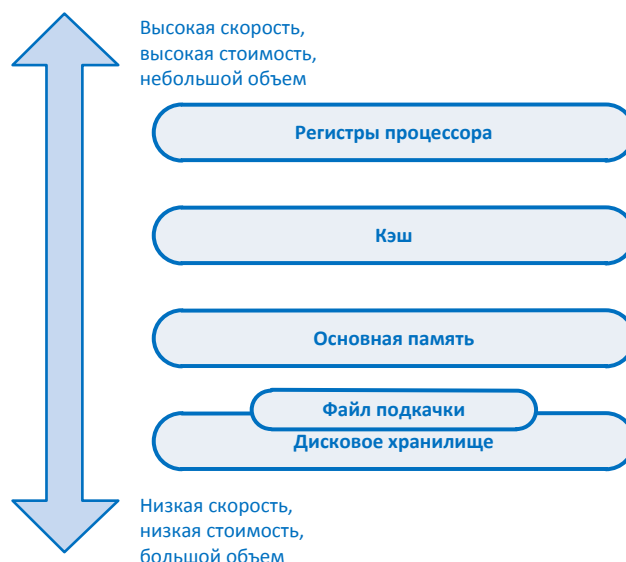 Высокая скорость,
высокая стоимость,
небольшой объем
Регистры процессора
Кэш
Основная память
Файл подкачки
Дисковое хранилище
Низкая скорость,
низкая стоимость,
большой объем